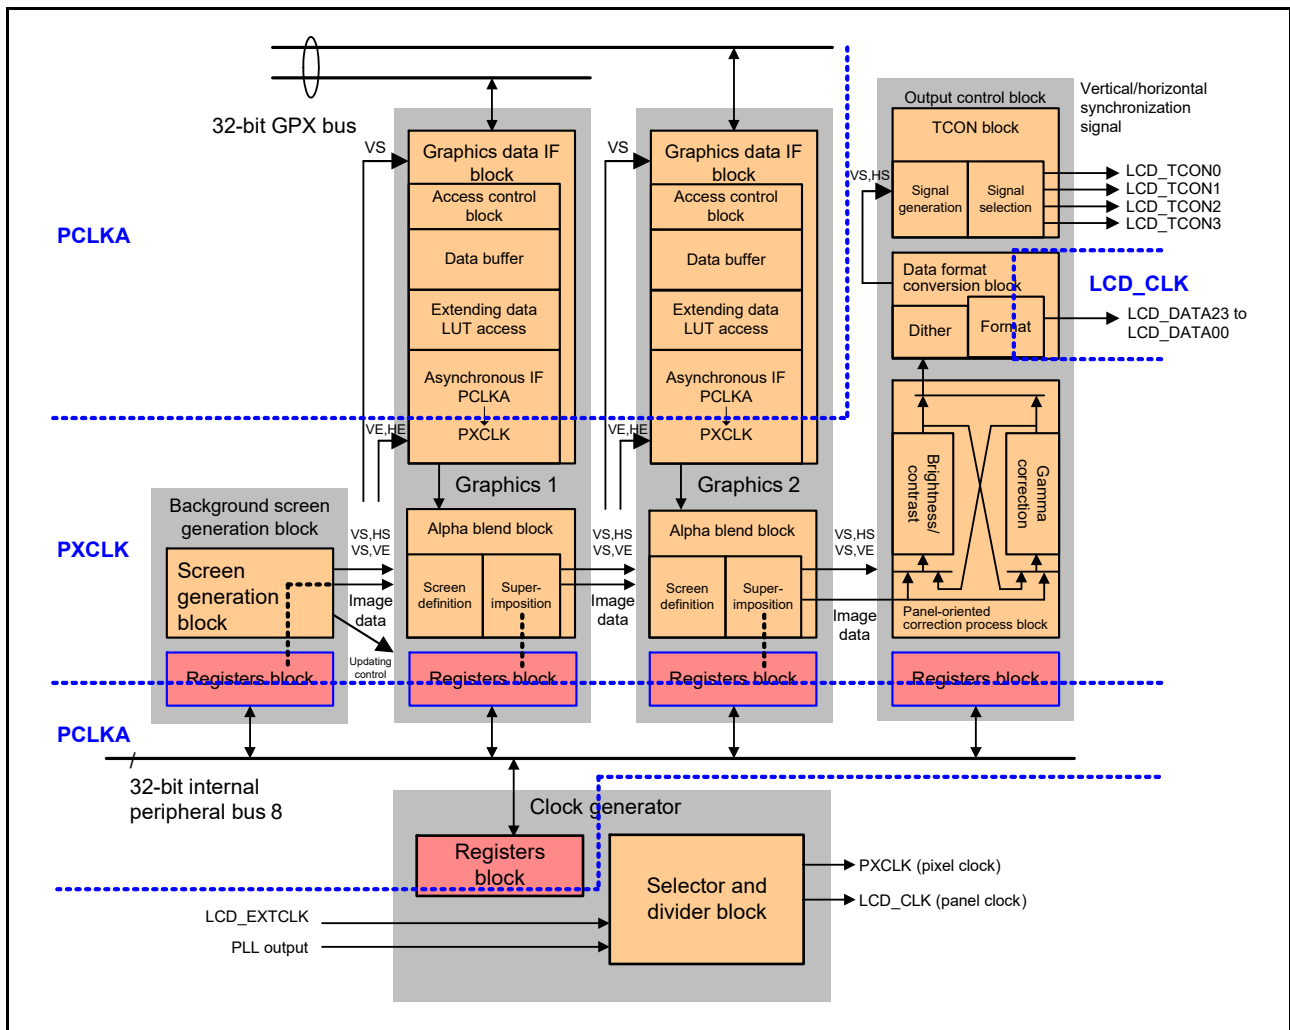 32-bit GPX bus
PCLKA
VS
Graphics data IF
block
Access control
block
Data buffer
Extending data
LUT access
Asynchronous IF
PCLKA
PXCLK
VE,HE
Graphics 1
VS
Graphics data IF
block
Access control
block
Data buffer
Extending data
LUT access
Asynchronous IF
PCLKA
PXCLK
VE,HE
Graphics 2
Output control block
TCON block
VS,HS
Signal
generation
Signal
selection
Vertical/horizontal
synchronization
signal
LCD_TCON0
LCD_TCON1
LCD_TCON2
LCD_TCON3
Data format
conversion block
Dither
Format
LCD_CLK
LCD_DATA23 to
LCD_DATA00
Brightness/
contrast
Gamma
correction
Panel-oriented
correction process block
PXCLK
Background screen
generation block
Screen
generation
block
VS,HS
VS,VE
Image
data
Updating
control
Alpha blend block
Screen
definition
Super-
imposition
VS,HS
VS,VE
Image
data
Alpha blend block
Screen
definition
Super-
imposition
VS,HS
VS,VE
Image
data
Registers block
Registers block
Registers block
Registers block
PCLKA
32-bit internal
peripheral bus 8
Clock generator
Registers
block
Selector and
divider block
LCD_EXTCLK
PLL output
PXCLK (pixel clock)
LCD_CLK (panel clock)